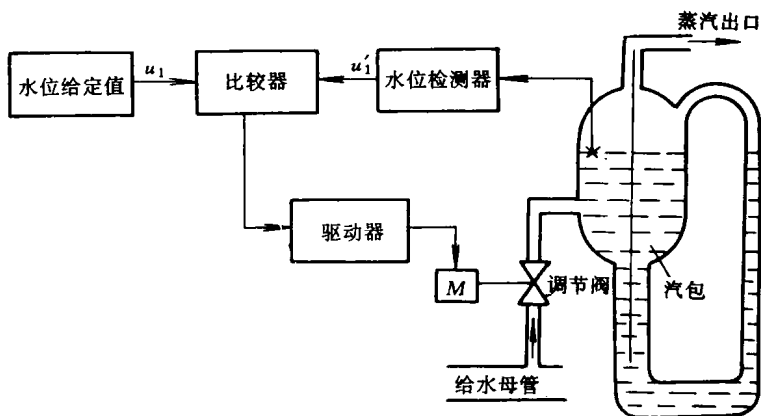 蒸汽出口
水位给定值
u₁
比较器
u₁′
水位检测器
驱动器
M
调节阀
汽包
给水母管